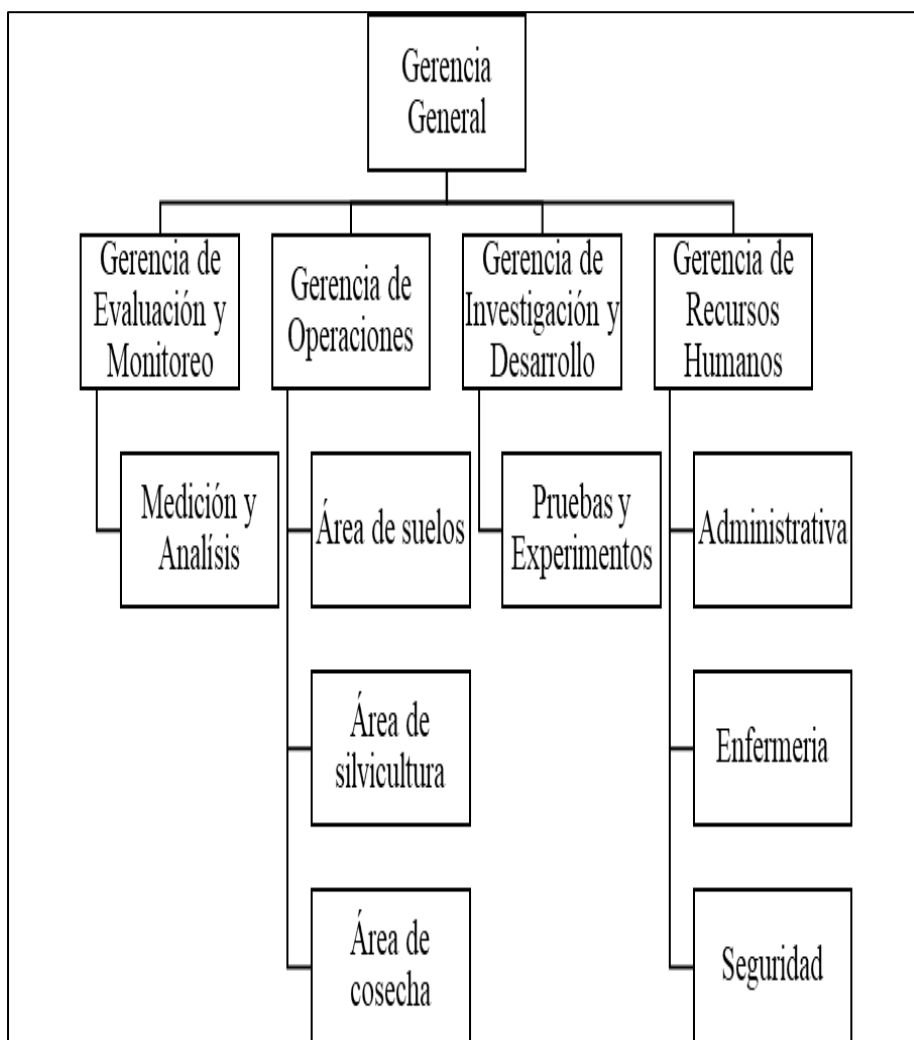 Gerencia
General
Gerencia de
Evaluación y
Monitoreo
Gerencia de
Operaciones
Gerencia de
Investigación y
Desarrollo
Gerencia de
Recursos
Humanos
Medición y
Analísis
Área de suelos
Pruebas y
Experimentos
Administrativa
Área de
silvicultura
Enfermeria
Área de
cosecha
Seguridad